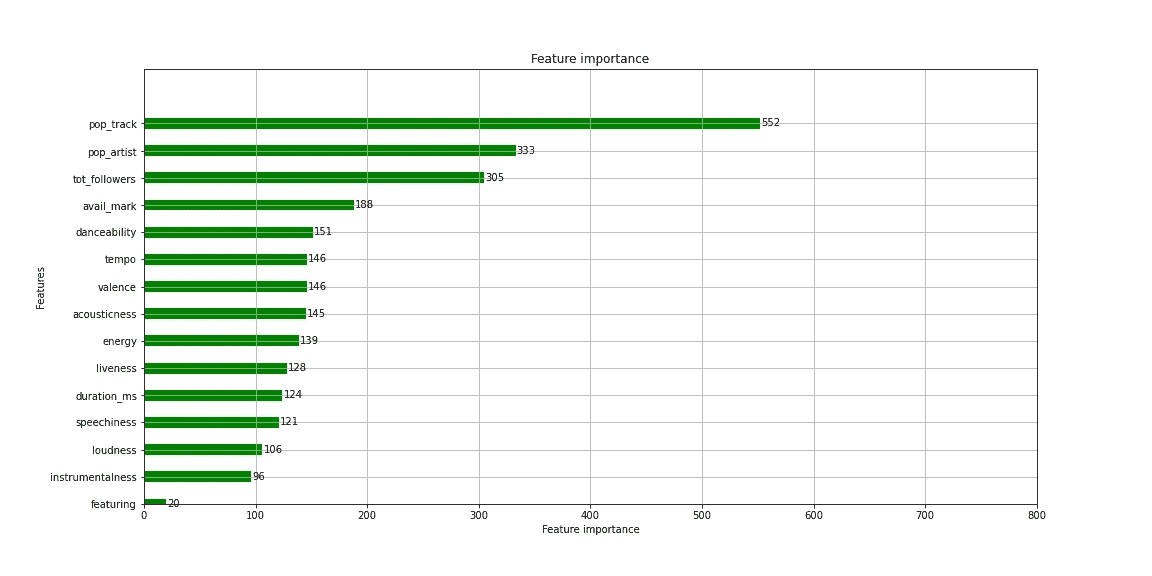 Feature importance
pop_track 552
pop_artist 333
tot_followers 305
avail_mark 188
danceability 151
tempo 146
valence 146
acousticness 145
energy 139
liveness 128
duration_ms 124
speechiness 121
loudness 106
instrumentalness 96
featuring 20
Features
0 100 200 300 400 500 600 700 800
Feature importance